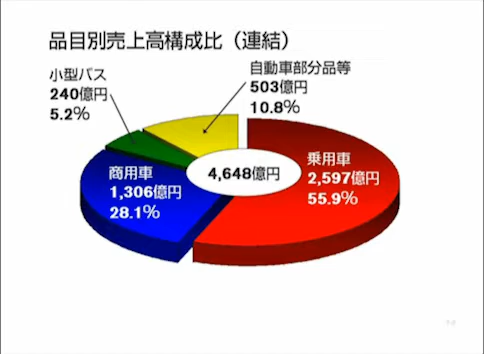 品目別売上高構成比（連結）
小型バス
240億円
5.2%
自動車部分品等
503億円
10.8%
商用車
1,306億円
28.1%
4,648億円
乗用車
2,597億円
55.9%